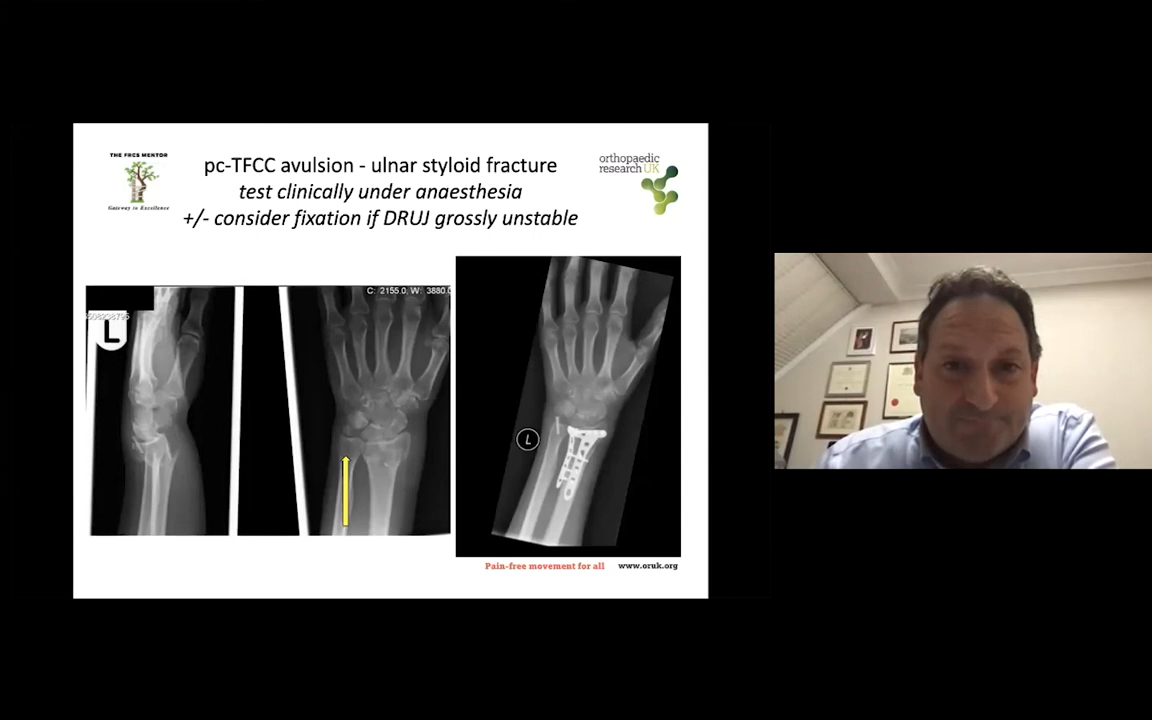 THE FRCS MENTOR
Gateway to Excellence
pc-TFCC avulsion - ulnar styloid fracture
test clinically under anaesthesia
+/- consider fixation if DRUJ grossly unstable
orthopaedic
research UK
C: 2155.0, W: 3880.0
L
L
Pain-free movement for all www.oruk.org